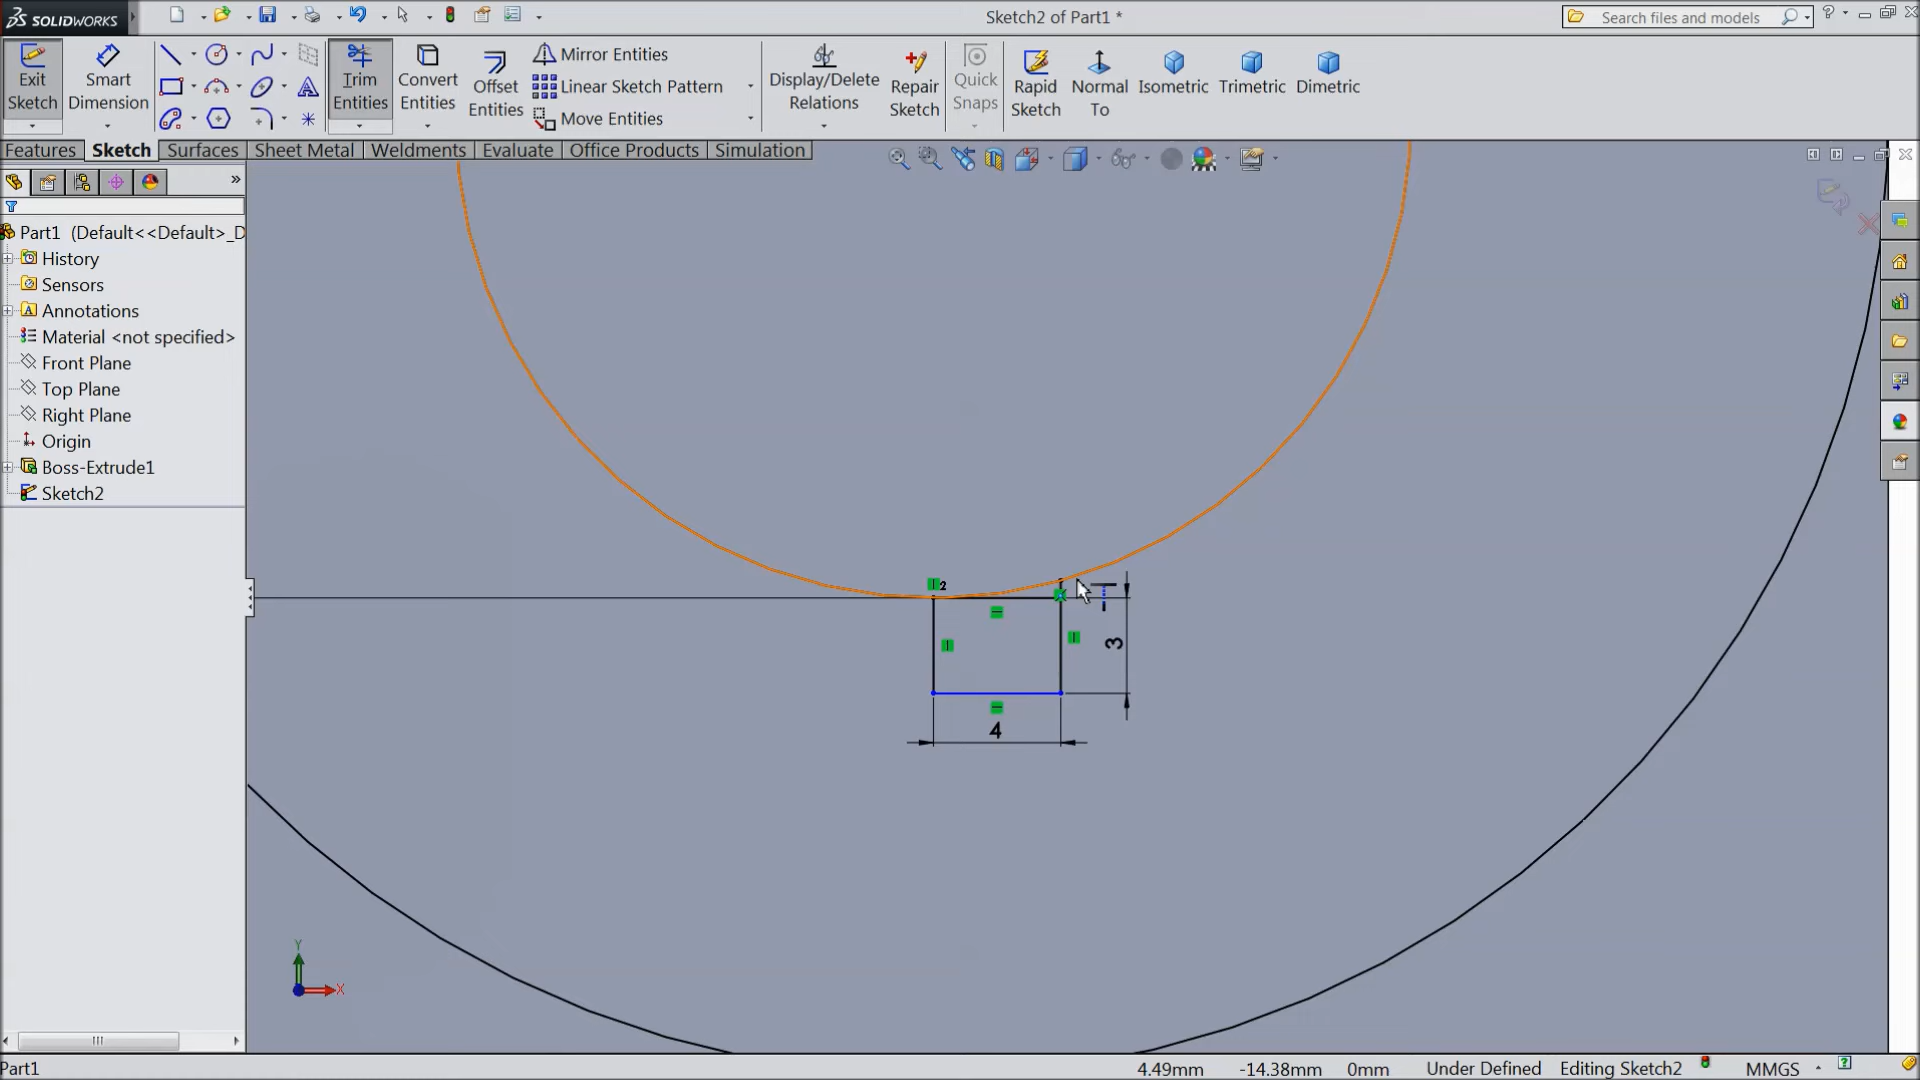 SOLIDWORKS
Sketch2 of Part1 *
Search files and models
Exit Sketch
Smart Dimension
Trim Entities
Convert Entities
Offset Entities
Mirror Entities
Linear Sketch Pattern
Move Entities
Display/Delete Relations
Repair Sketch
Quick Snaps
Rapid Sketch
Normal To
Isometric
Trimetric
Dimetric
Features
Sketch
Surfaces
Sheet Metal
Weldments
Evaluate
Office Products
Simulation
Part1 (Default<<Default>_D
History
Sensors
Annotations
Material <not specified>
Front Plane
Top Plane
Right Plane
Origin
Boss-Extrude1
Sketch2
2
3
4
Y
X
Part1
4.49mm
-14.38mm
0mm
Under Defined
Editing Sketch2
MMGS